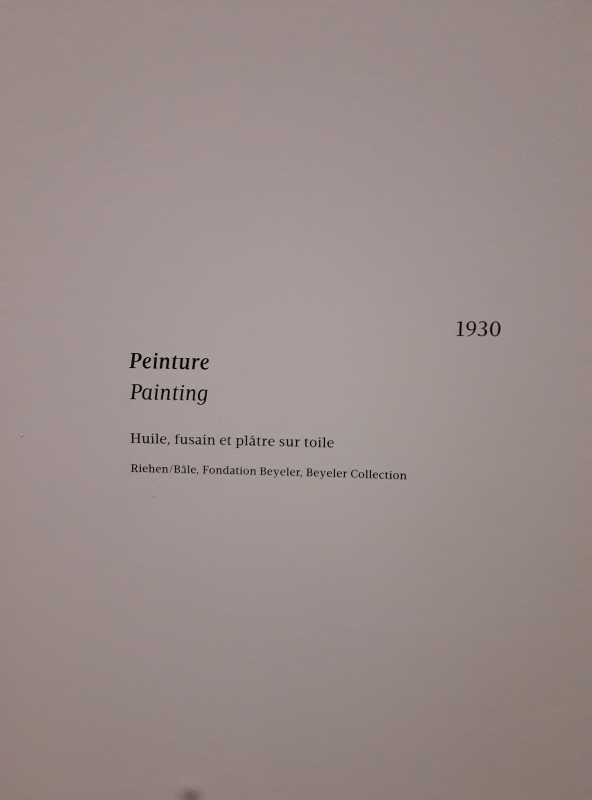 1930
Peinture
Painting
Huile, fusain et plâtre sur toile
Riehen/Bâle, Fondation Beyeler, Beyeler Collection